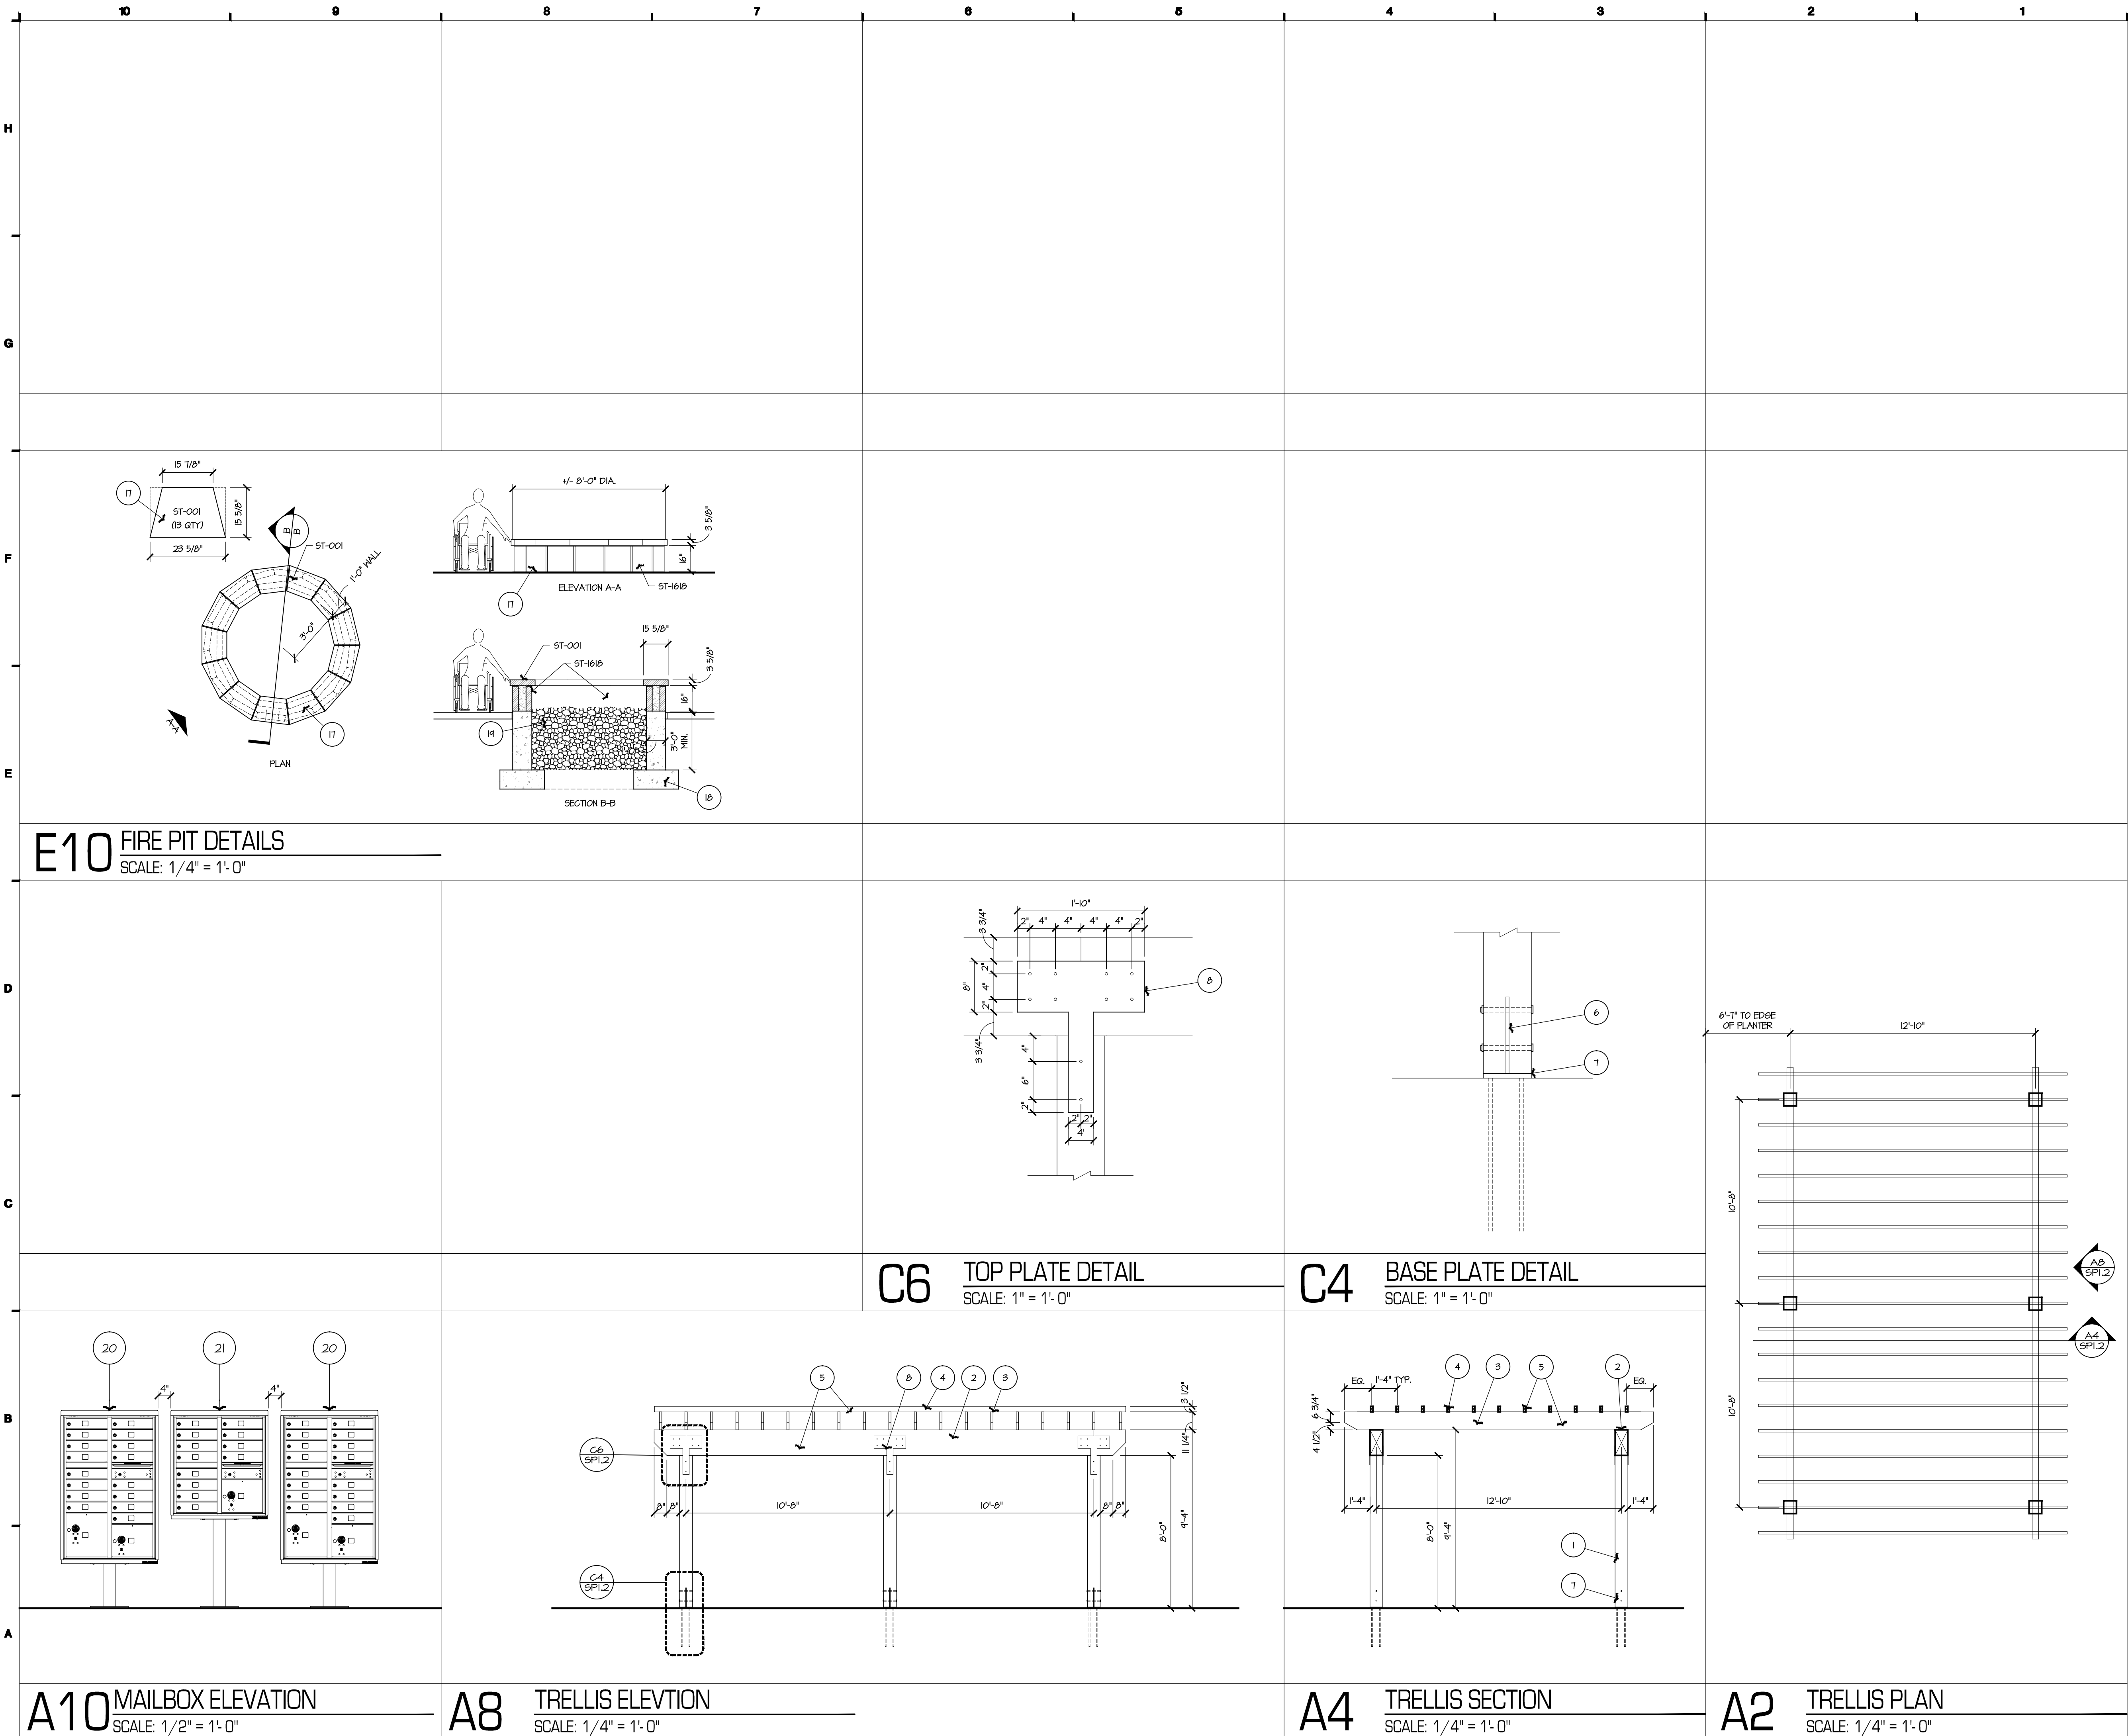 10 9 8 7 6 5 4 3 2 1
H
G
F
E
D
C
B
A
15 7/8"
17
ST-001
(13 QTY)
15 5/8"
23 5/8"
B
B
ST-001
1'-0" WALL
3'-0"
A-A
17
PLAN
+/- 8'-0" DIA.
3 5/8"
16"
ELEVATION A-A
ST-1618
17
15 5/8"
ST-001
ST-1618
3 5/8"
16"
19
3'-0"
MIN.
18
SECTION B-B
E10 FIRE PIT DETAILS
SCALE: 1/4" = 1'-0"
1'-10"
2" 4" 4" 4" 4" 2"
3 3/4"
8"
2"
4"
2"
8
3 3/4"
4"
6"
2"
2" 2"
4'
C6 TOP PLATE DETAIL
SCALE: 1" = 1'-0"
6
7
C4 BASE PLATE DETAIL
SCALE: 1" = 1'-0"
6'-7" TO EDGE
OF PLANTER
12'-10"
10'-8"
10'-8"
A8
SP1.2
A4
SP1.2
A2 TRELLIS PLAN
SCALE: 1/4" = 1'-0"
20
21
20
4"
4"
A10 MAILBOX ELEVATION
SCALE: 1/2" = 1'-0"
5
8
4
2
3
3 1/2"
11 1/4"
C6
SP1.2
8" 8" 10'-8" 10'-8" 8" 8"
8'-0"
9'-4"
C4
SP1.2
A8 TRELLIS ELEVTION
SCALE: 1/4" = 1'-0"
4
3
5
2
EQ. 1'-4" TYP.
EQ.
6 3/4"
4 1/2"
1'-4" 12'-10" 1'-4"
8'-0"
9'-4"
1
7
A4 TRELLIS SECTION
SCALE: 1/4" = 1'-0"